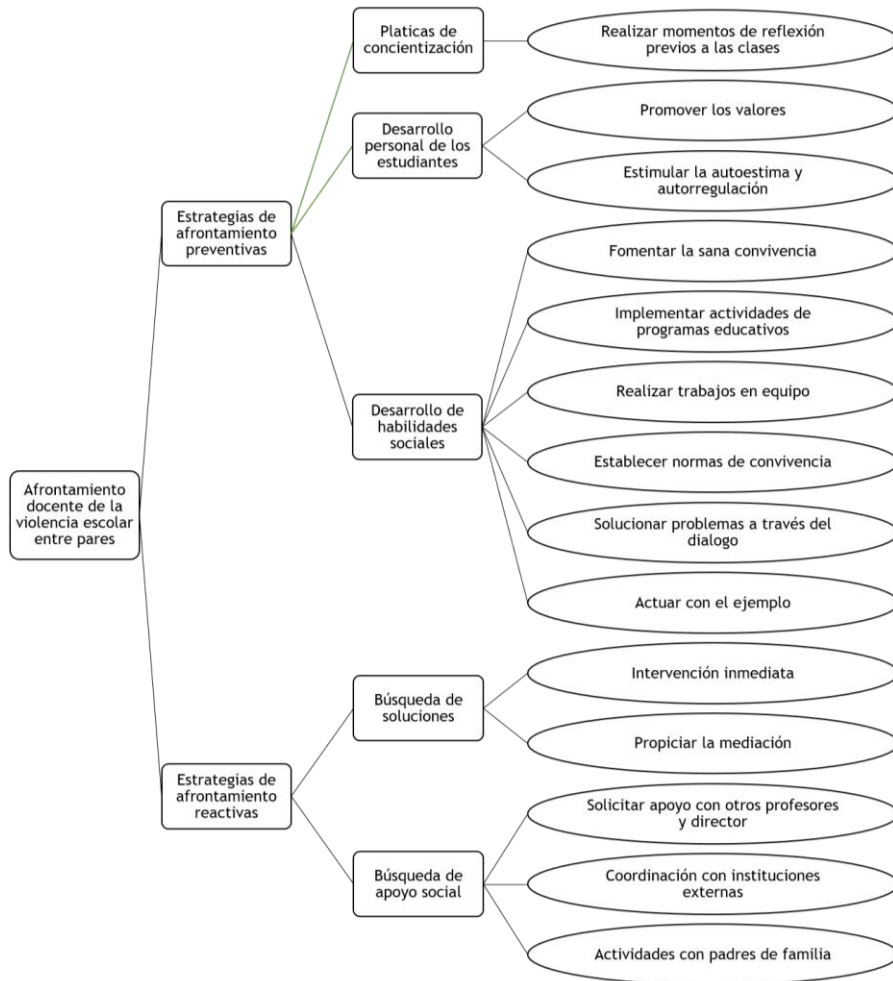 Platicas de
concientización
Realizar momentos de reflexión
previos a las clases
Desarrollo
personal de los
estudiantes
Promover los valores
Estimular la autoestima y
autorregulación
Estrategias de
afrontamiento
preventivas
Fomentar la sana convivencia
Implementar actividades de
programas educativos
Desarrollo de
habilidades
sociales
Realizar trabajos en equipo
Establecer normas de convivencia
Solucionar problemas a través del
dialogo
Actuar con el ejemplo
Afrontamiento
docente de la
violencia escolar
entre pares
Búsqueda de
soluciones
Intervención inmediata
Propiciar la mediación
Estrategias de
afrontamiento
reactivas
Búsqueda de
apoyo social
Solicitar apoyo con otros profesores
y director
Coordinación con instituciones
externas
Actividades con padres de familia